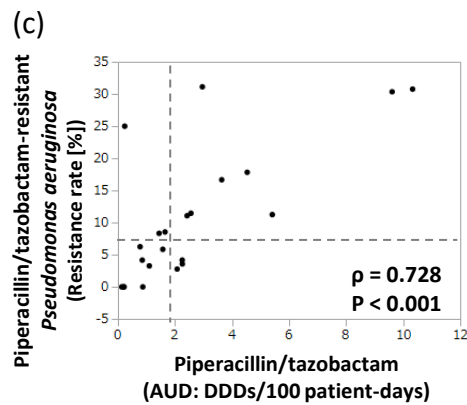 (c)
Piperacillin/tazobactam-resistant
Pseudomonas aeruginosa
(Resistance rate [%])
35
30
25
20
15
10
5
0
-5
0
2
4
6
8
10
12
ρ = 0.728
P < 0.001
Piperacillin/tazobactam
(AUD: DDDs/100 patient-days)